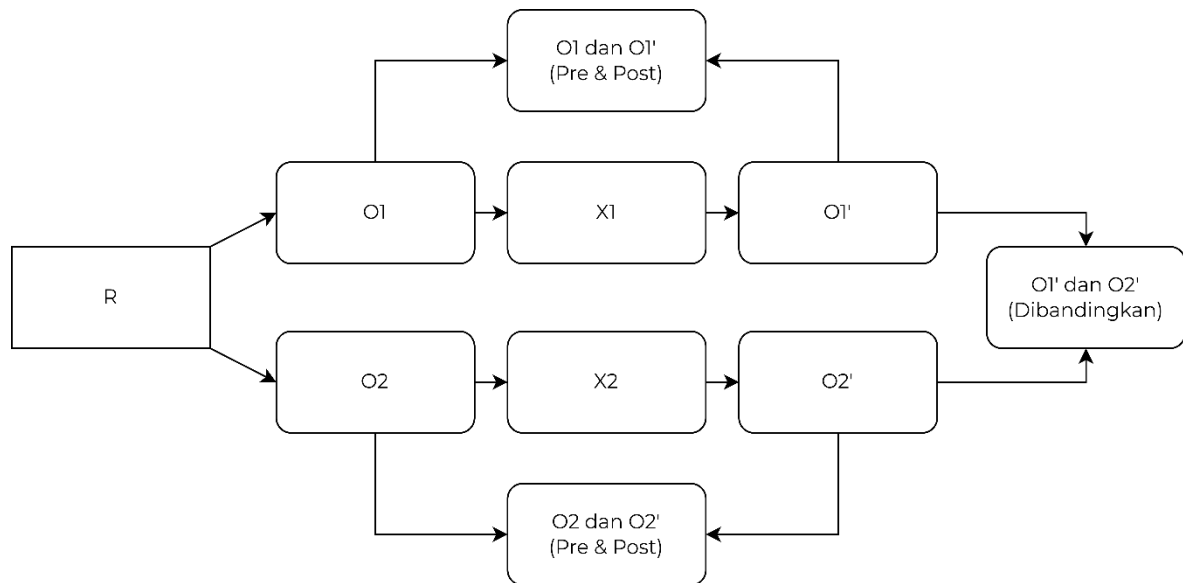 O1 dan O1'
(Pre & Post)
O1
X1
O1'
R
O1' dan O2'
(Dibandingkan)
O2
X2
O2'
O2 dan O2'
(Pre & Post)